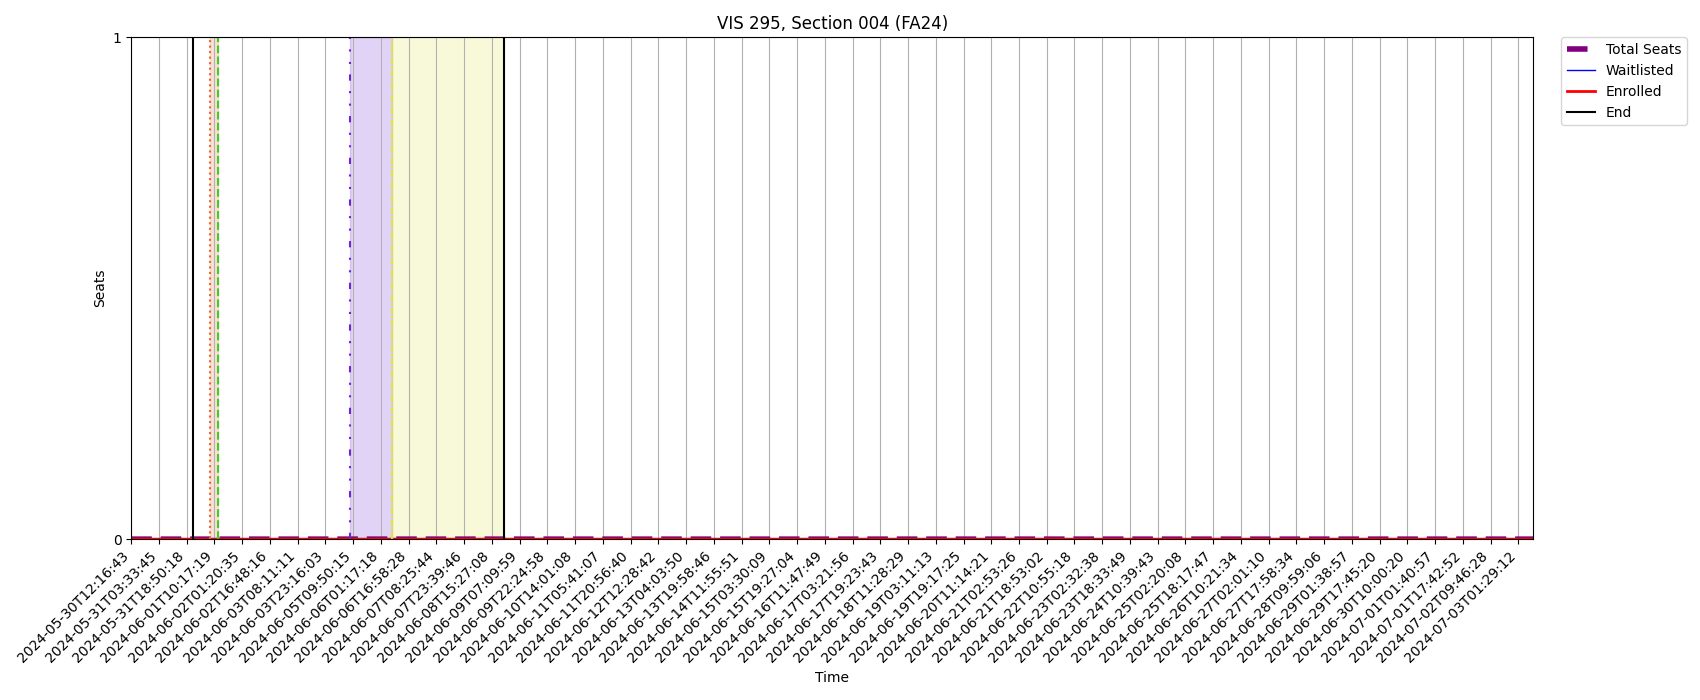 VIS 295, Section 004 (FA24)
1
0
Seats
Total Seats
Waitlisted
Enrolled
End
2024-05-30T12:16:43
2024-05-31T03:33:45
2024-05-31T18:50:18
2024-06-01T10:17:19
2024-06-02T01:20:35
2024-06-02T16:48:16
2024-06-03T08:11:11
2024-06-03T23:16:03
2024-06-05T09:50:15
2024-06-06T01:17:18
2024-06-06T16:58:28
2024-06-07T08:25:44
2024-06-07T23:39:46
2024-06-08T15:27:08
2024-06-09T07:09:59
2024-06-09T22:24:58
2024-06-10T14:01:08
2024-06-11T05:41:07
2024-06-11T20:56:40
2024-06-12T12:28:42
2024-06-13T04:03:50
2024-06-13T19:58:46
2024-06-14T11:55:51
2024-06-15T03:30:09
2024-06-15T19:27:04
2024-06-16T11:47:49
2024-06-17T03:21:56
2024-06-17T19:23:43
2024-06-18T11:28:29
2024-06-19T03:11:13
2024-06-19T19:17:25
2024-06-20T11:14:21
2024-06-21T02:53:26
2024-06-21T18:53:02
2024-06-22T10:55:18
2024-06-23T02:32:38
2024-06-23T18:33:49
2024-06-24T10:39:43
2024-06-25T02:20:08
2024-06-25T18:17:47
2024-06-26T10:21:34
2024-06-27T02:01:10
2024-06-27T17:58:34
2024-06-28T09:59:06
2024-06-29T01:38:57
2024-06-29T17:45:20
2024-06-30T10:00:20
2024-07-01T01:40:57
2024-07-01T17:42:52
2024-07-02T09:46:28
2024-07-03T01:29:12
Time